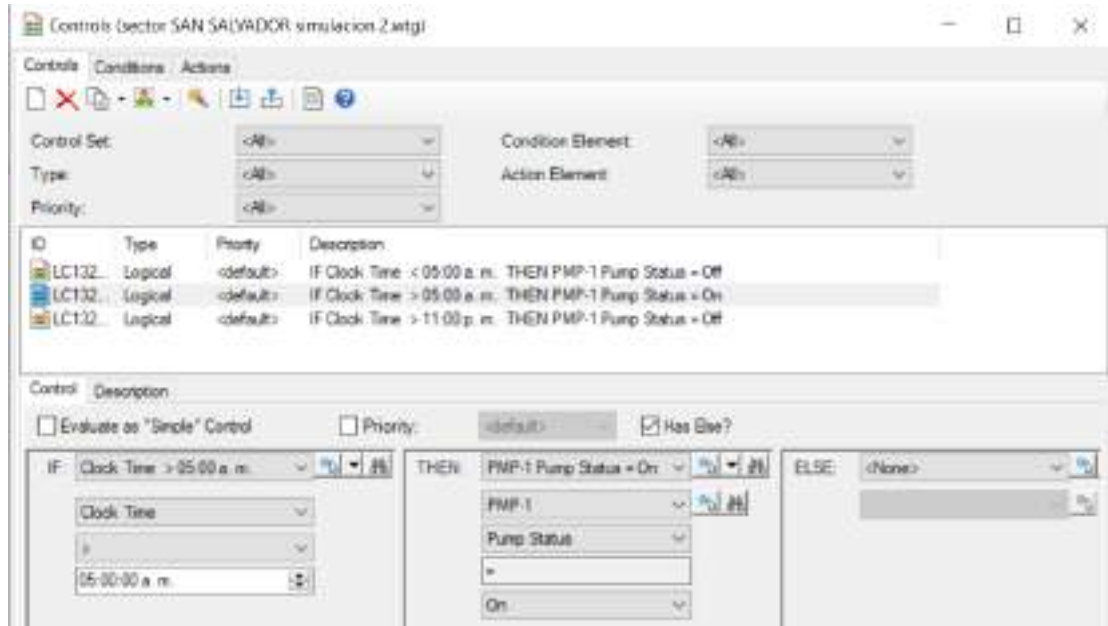 Controls (sector SAN SALVADOR simulacion 2.wtg)
Controls Conditions Actions
Control Set: <All> Condition Element: <All>
Type: <All> Action Element: <All>
Priority: <All>
ID Type Priority Description
LC132... Logical <default> IF Clock Time < 05:00 a. m. THEN PMP-1 Pump Status = Off
LC132... Logical <default> IF Clock Time > 05:00 a. m. THEN PMP-1 Pump Status = On
LC132... Logical <default> IF Clock Time > 11:00 p. m. THEN PMP-1 Pump Status = Off
Control Description
Evaluate as "Simple" Control Priority: <default> Has Else?
IF: Clock Time > 05:00 a. m. THEN: PMP-1 Pump Status = On ELSE: <None>
Clock Time PMP-1
> Pump Status
05:00:00 a. m. =
On